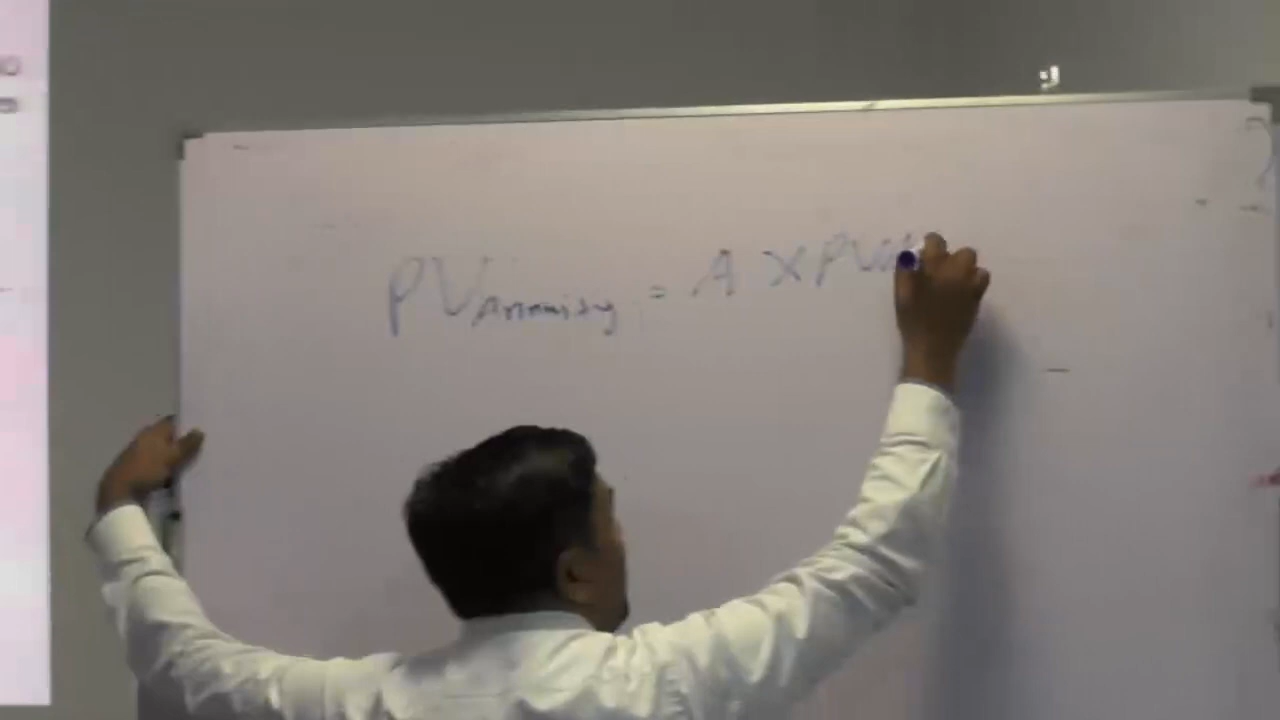 PV Annuity = A X PV